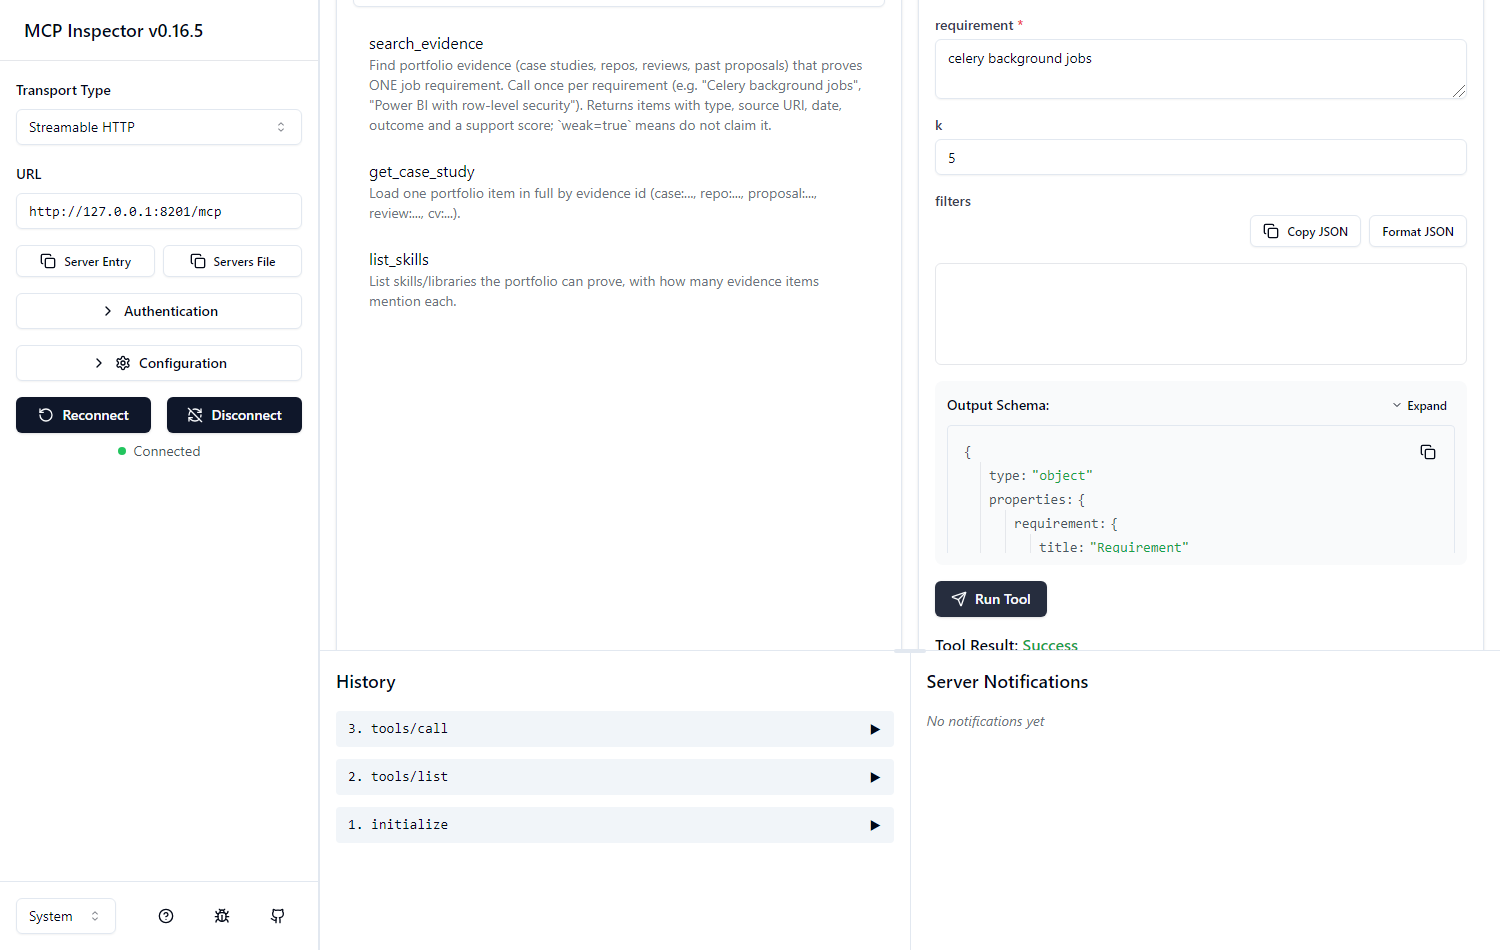 MCP Inspector v0.16.5
Transport Type
Streamable HTTP
URL
http://127.0.0.1:8201/mcp
Server Entry
Servers File
Authentication
Configuration
Reconnect
Disconnect
Connected
System
search_evidence
Find portfolio evidence (case studies, repos, reviews, past proposals) that proves
ONE job requirement. Call once per requirement (e.g. "Celery background jobs",
"Power BI with row-level security"). Returns items with type, source URI, date,
outcome and a support score; `weak=true` means do not claim it.
get_case_study
Load one portfolio item in full by evidence id (case:..., repo:..., proposal:...,
review:..., cv:...).
list_skills
List skills/libraries the portfolio can prove, with how many evidence items
mention each.
requirement *
celery background jobs
k
5
filters
Copy JSON
Format JSON
Output Schema:
Expand
{
type: "object"
properties: {
requirement: {
title: "Requirement"
Run Tool
Tool Result: Success
History
3. tools/call
2. tools/list
1. initialize
Server Notifications
No notifications yet